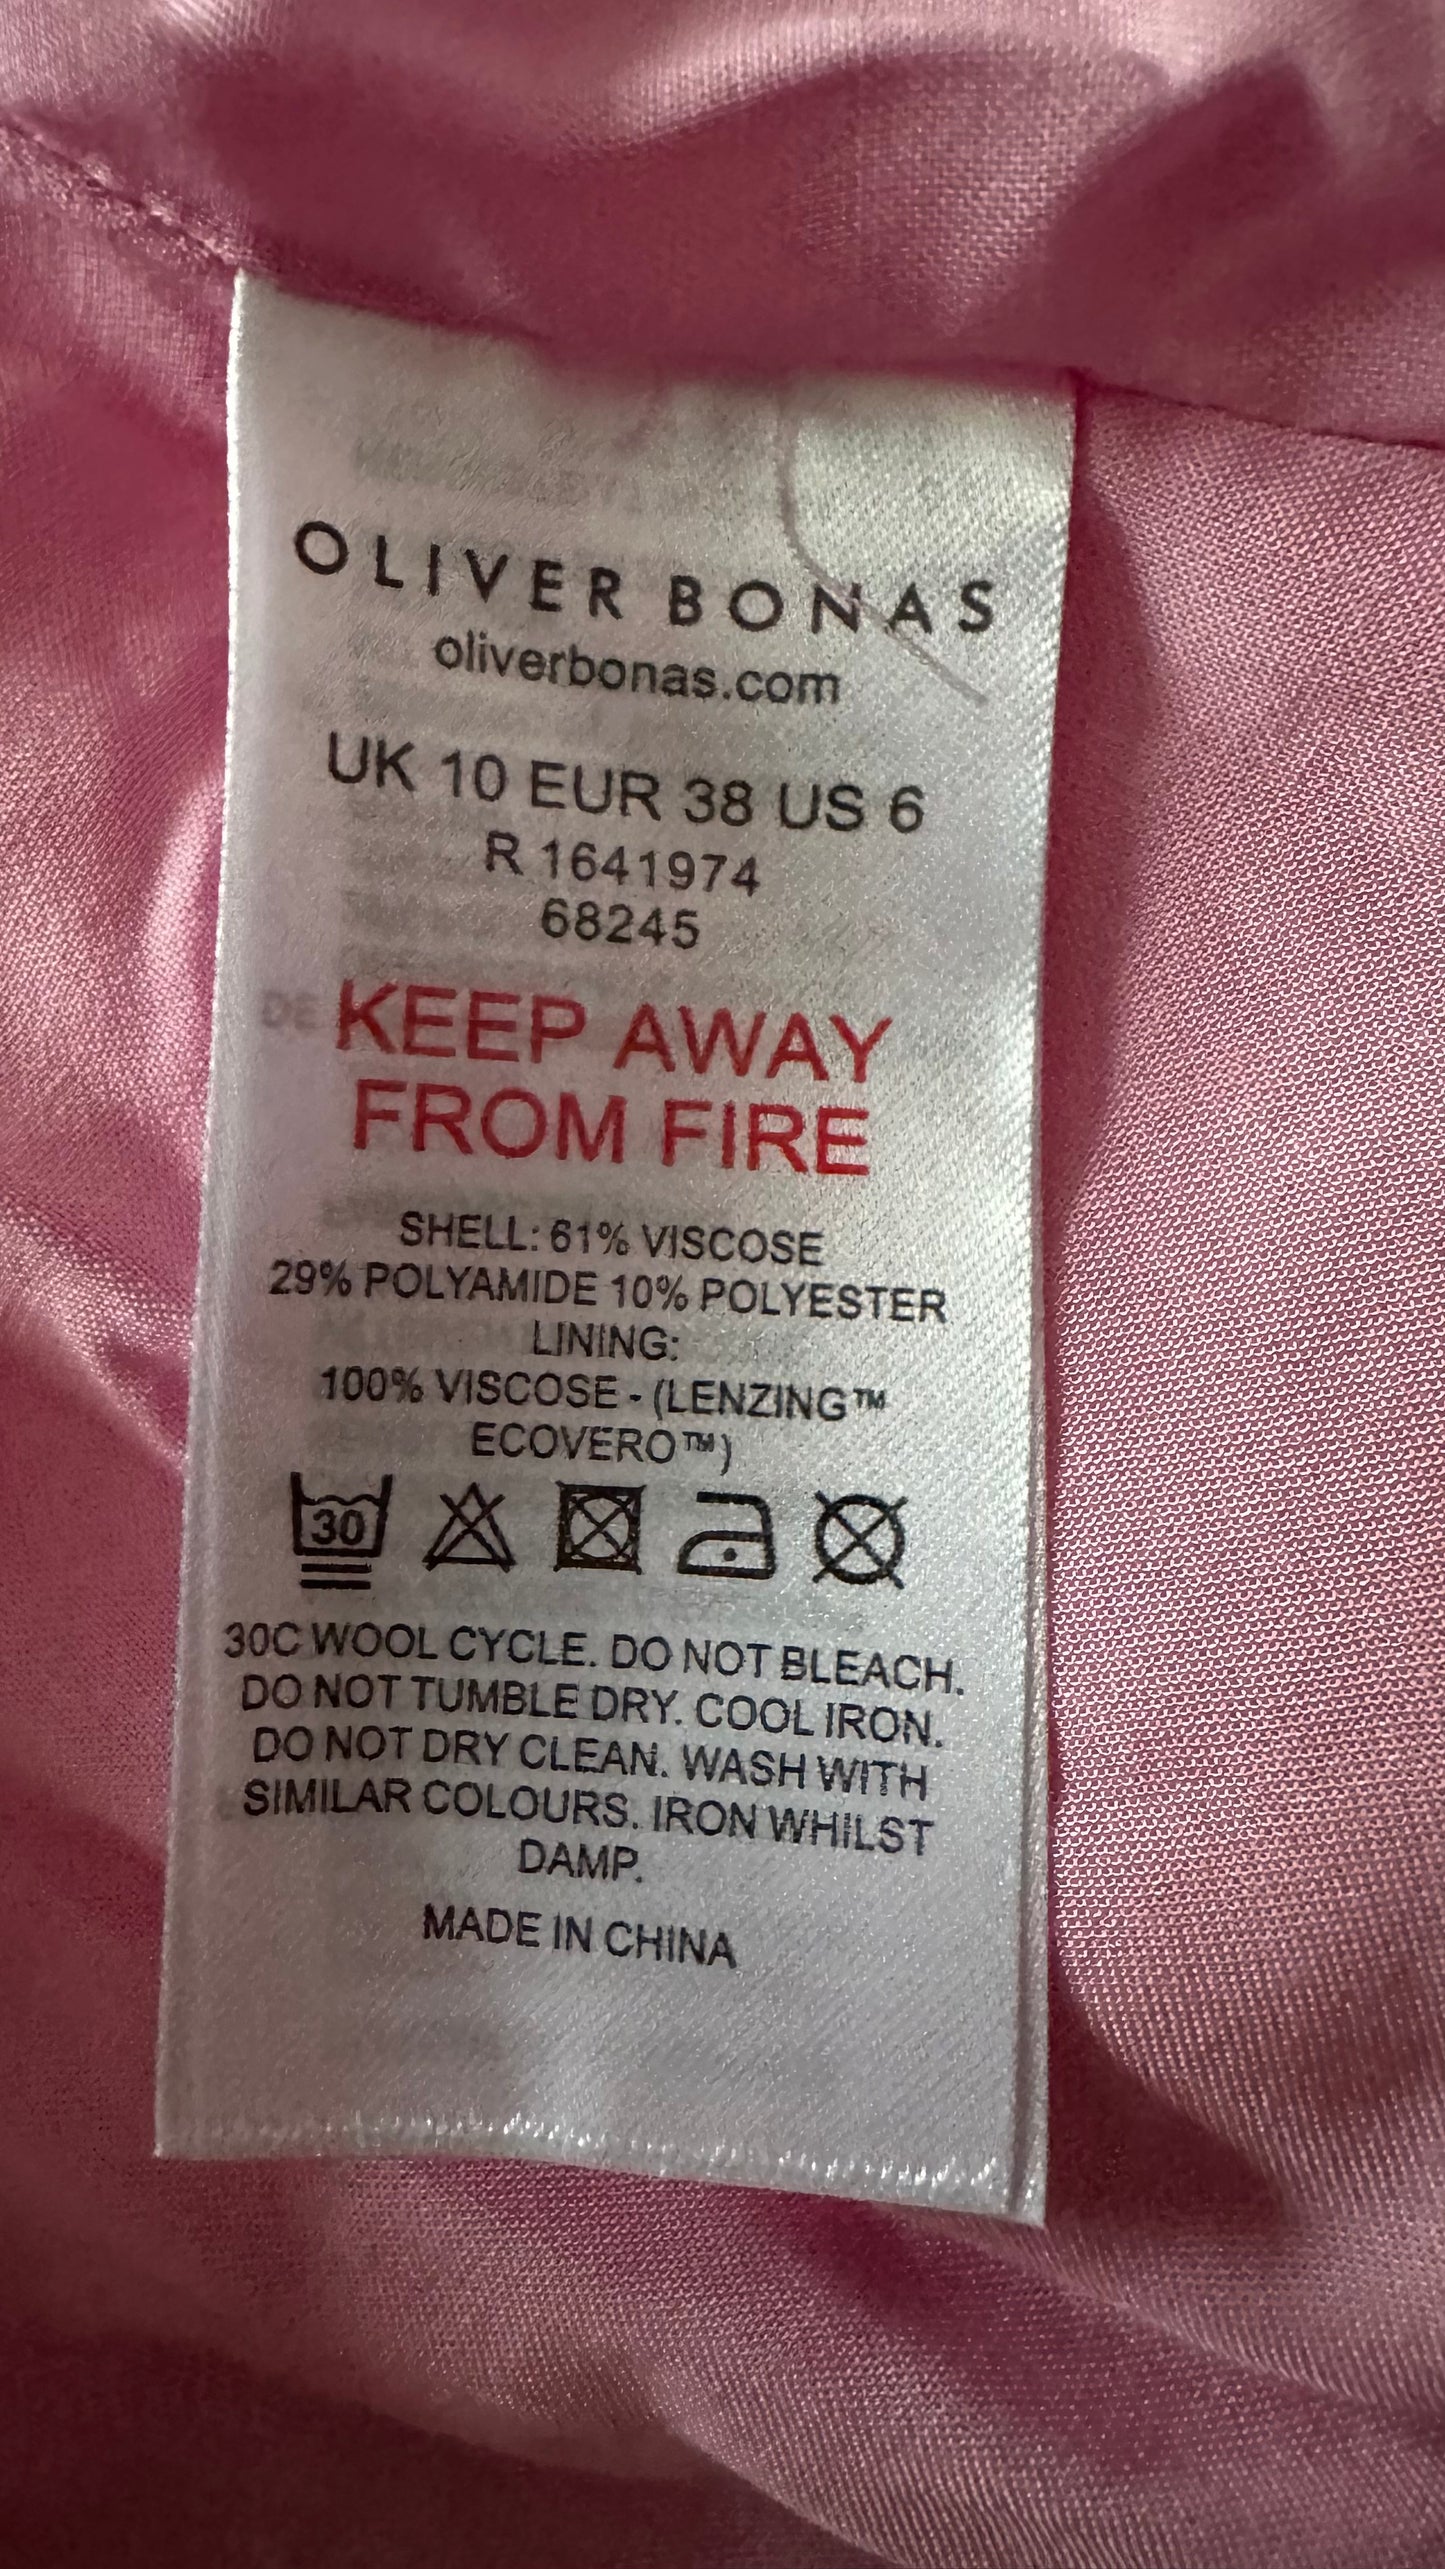 OLIVER BONAS
oliverbonas.com
UK 10 EUR 38 US 6
R 1641974
68245
KEEP AWAY
FROM FIRE
SHELL: 61% VISCOSE
29% POLYAMIDE 10% POLYESTER
LINING:
100% VISCOSE - (LENZING™
ECOVERO™)
30
30C WOOL CYCLE. DO NOT BLEACH.
DO NOT TUMBLE DRY. COOL IRON.
DO NOT DRY CLEAN. WASH WITH
SIMILAR COLOURS. IRON WHILST
DAMP.
MADE IN CHINA